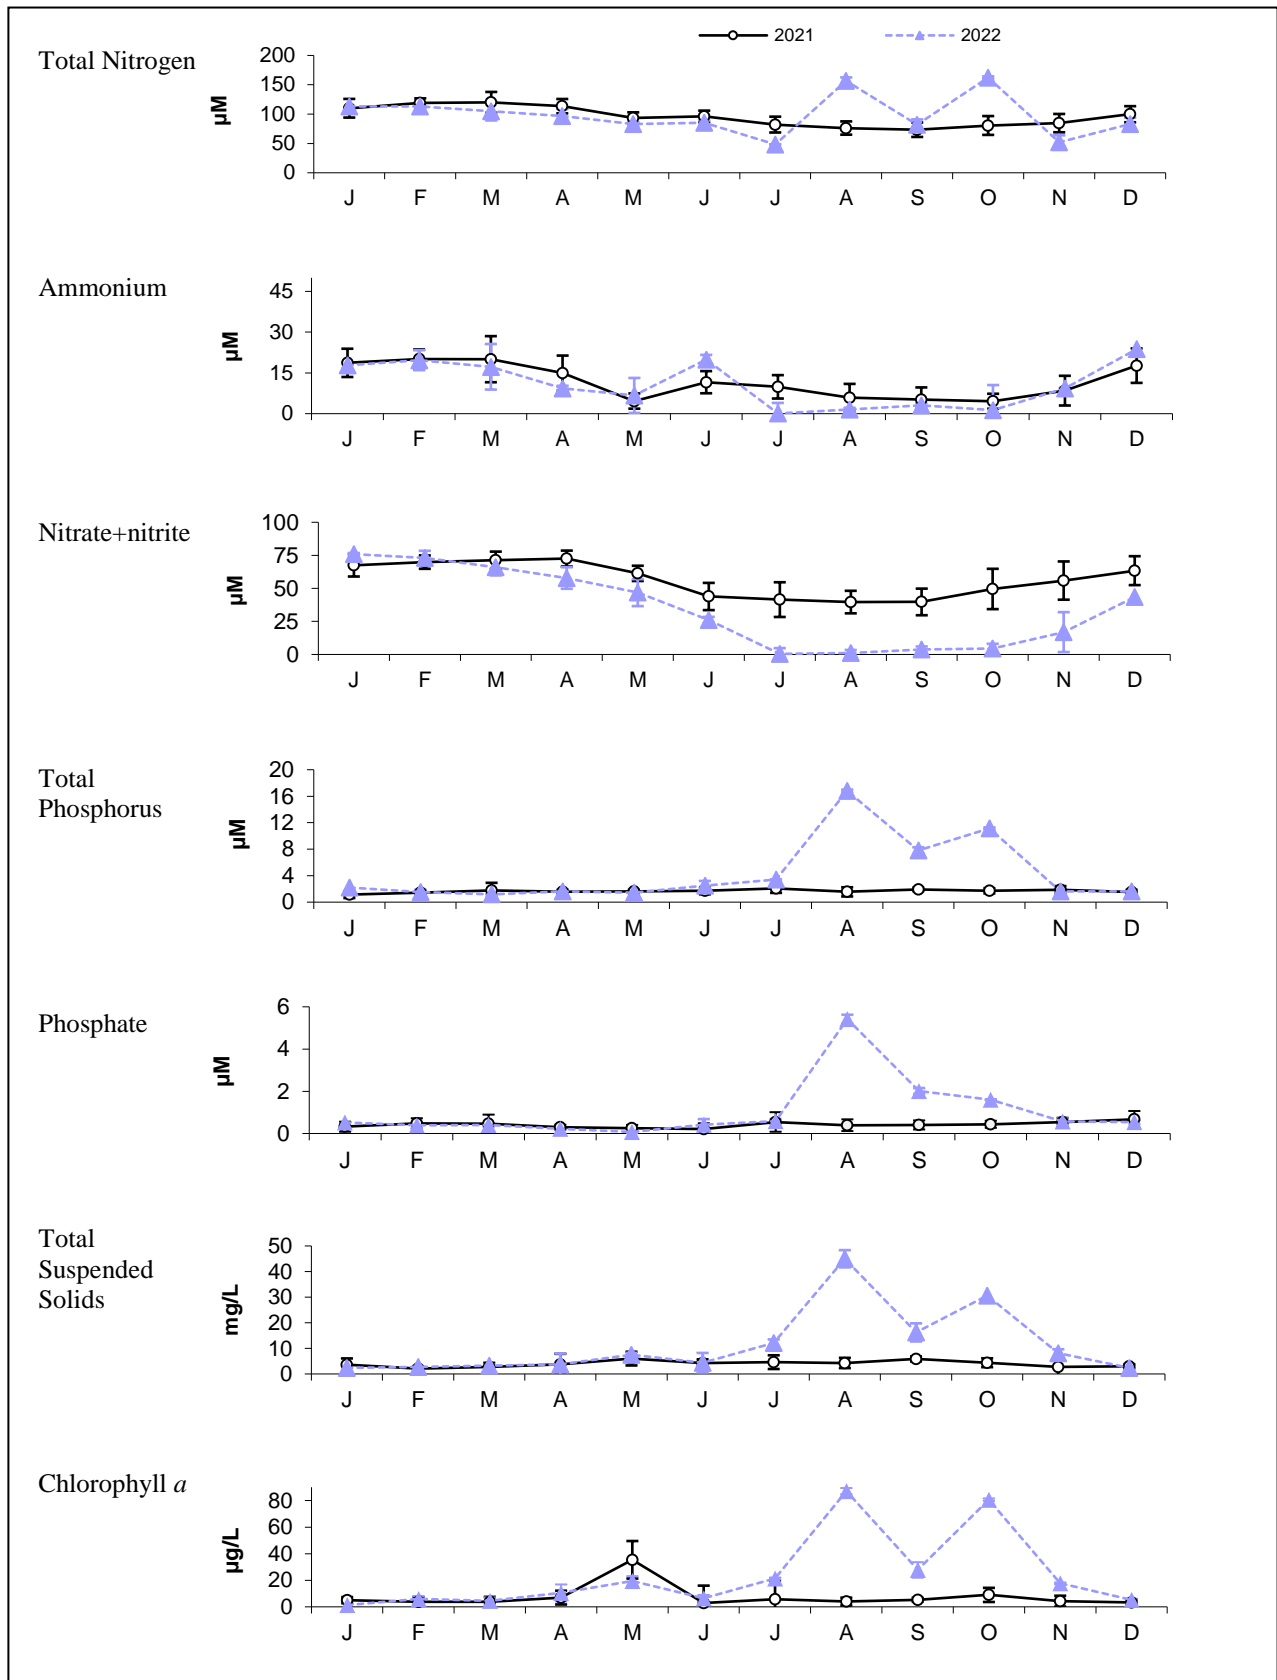 2021 2022
Total Nitrogen
µM
200
150
100
50
0
J F M A M J J A S O N D
Ammonium
µM
45
30
15
0
J F M A M J J A S O N D
Nitrate+nitrite
µM
100
75
50
25
0
J F M A M J J A S O N D
Total
Phosphorus
µM
20
16
12
8
4
0
J F M A M J J A S O N D
Phosphate
µM
6
4
2
0
J F M A M J J A S O N D
Total
Suspended
Solids
mg/L
50
40
30
20
10
0
J F M A M J J A S O N D
Chlorophyll a
µg/L
80
60
40
20
0
J F M A M J J A S O N D